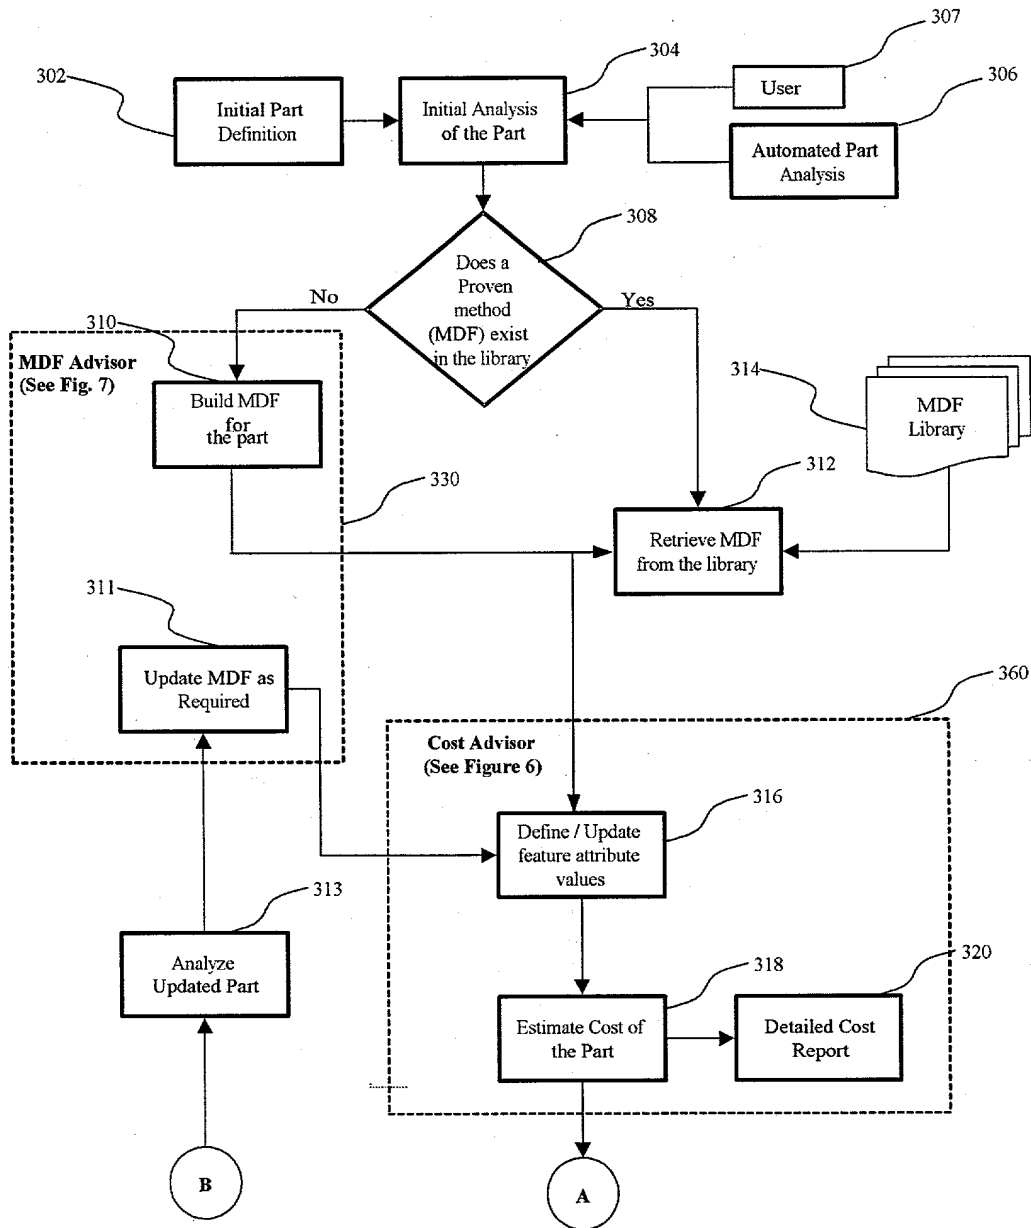 307
304
302
306
User
Initial Part
Definition
Initial Analysis
of the Part
Automated Part
Analysis
308
Does a
Proven
method
(MDF) exist
in the library
No
Yes
310
MDF Advisor
(See Fig. 7)
Build MDF
for
the part
314
MDF
Library
312
330
Retrieve MDF
from the library
311
Update MDF as
Required
360
Cost Advisor
(See Figure 6)
316
Define / Update
feature attribute
values
313
Analyze
Updated Part
318
320
Estimate Cost of
the Part
Detailed Cost
Report
B
A